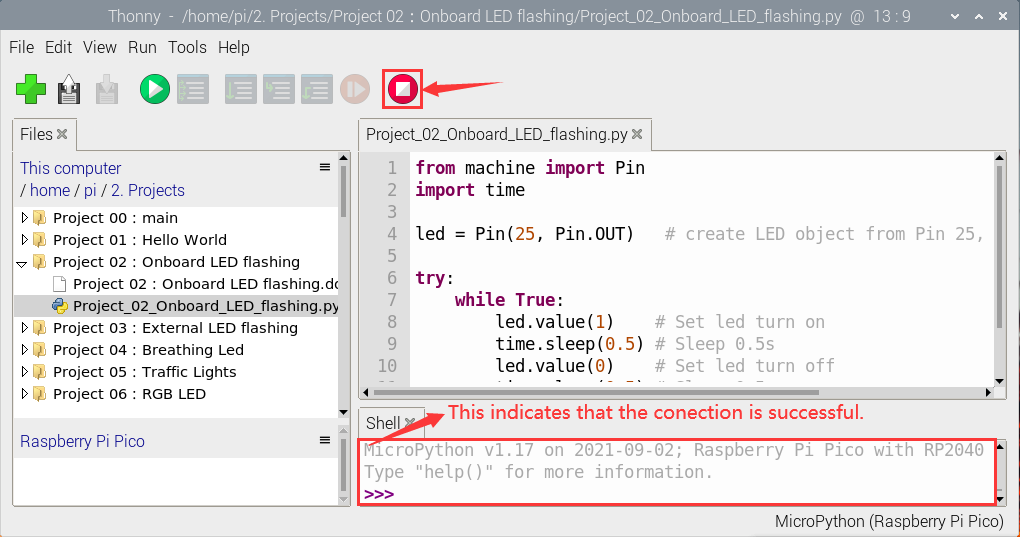 Thonny - /home/pi/2. Projects/Project 02 : Onboard LED flashing/Project_02_Onboard_LED_flashing.py @ 13 : 9
File Edit View Run Tools Help
Files
This computer
/ home / pi / 2. Projects
Project 00 : main
Project 01 : Hello World
Project 02 : Onboard LED flashing
Project 02 : Onboard LED flashing.do
Project_02_Onboard_LED_flashing.py
Project 03 : External LED flashing
Project 04 : Breathing Led
Project 05 : Traffic Lights
Project 06 : RGB LED
Raspberry Pi Pico
Project_02_Onboard_LED_flashing.py
1 from machine import Pin
2 import time
3
4 led = Pin(25, Pin.OUT)   # create LED object from Pin 25,
5
6 try:
7     while True:
8         led.value(1)    # Set led turn on
9         time.sleep(0.5) # Sleep 0.5s
10         led.value(0)    # Set led turn off
Shell
This indicates that the conection is successful.
MicroPython v1.17 on 2021-09-02; Raspberry Pi Pico with RP2040
Type "help()" for more information.
>>>
MicroPython (Raspberry Pi Pico)